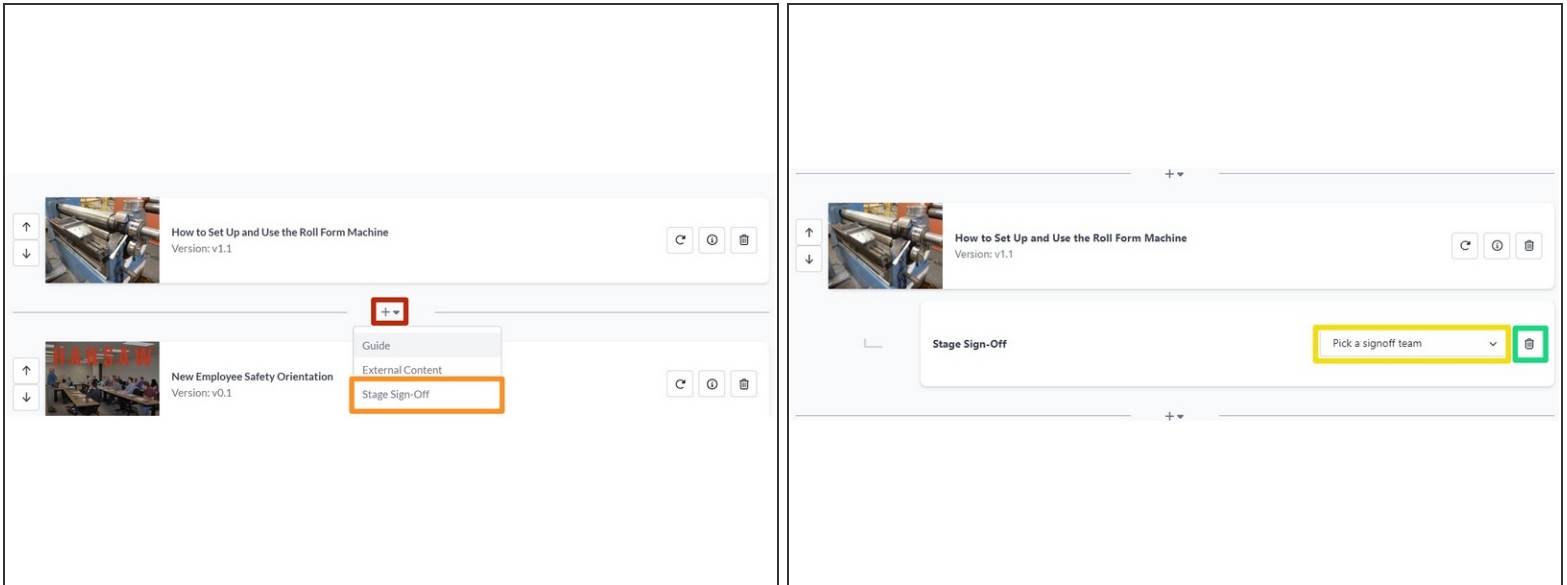 How to Set Up and Use the Roll Form Machine
Version: v1.1
Guide
External Content
Stage Sign-Off
HANSAW
New Employee Safety Orientation
Version: v0.1
How to Set Up and Use the Roll Form Machine
Version: v1.1
Stage Sign-Off
Pick a signoff team